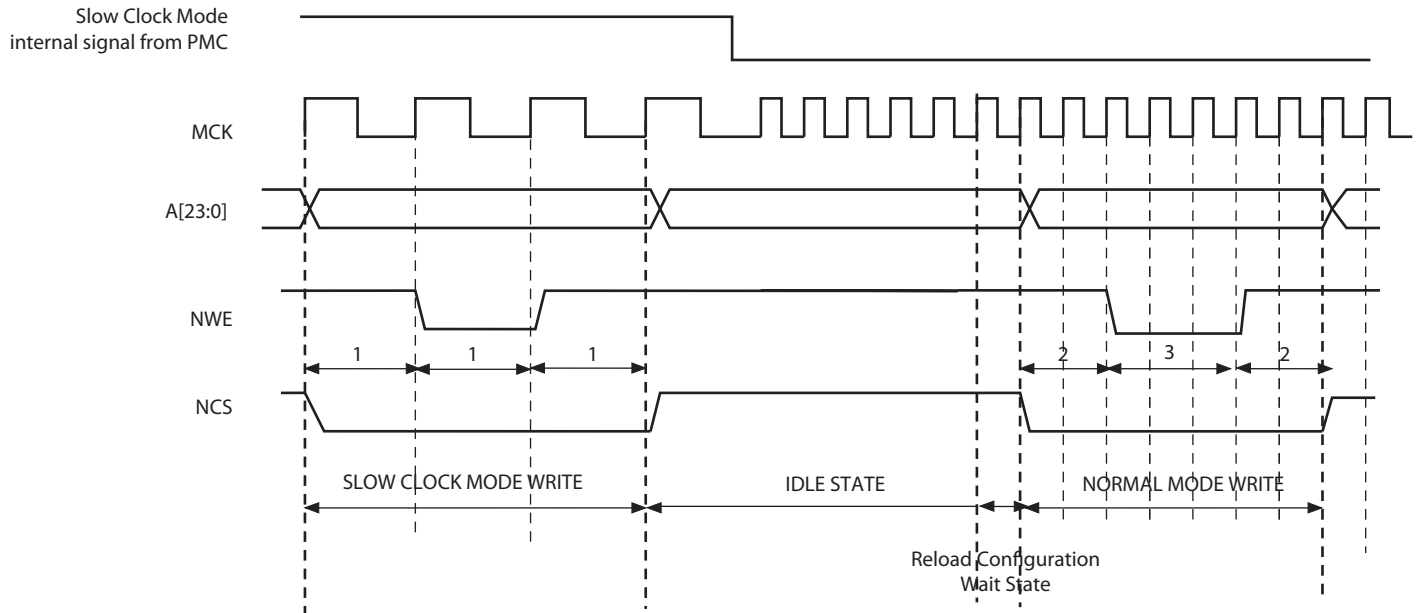 Slow Clock Mode
internal signal from PMC
MCK
A[23:0]
NWE
1 1 1 2 3 2
NCS
SLOW CLOCK MODE WRITE IDLE STATE NORMAL MODE WRITE
Reload Configuration
Wait State